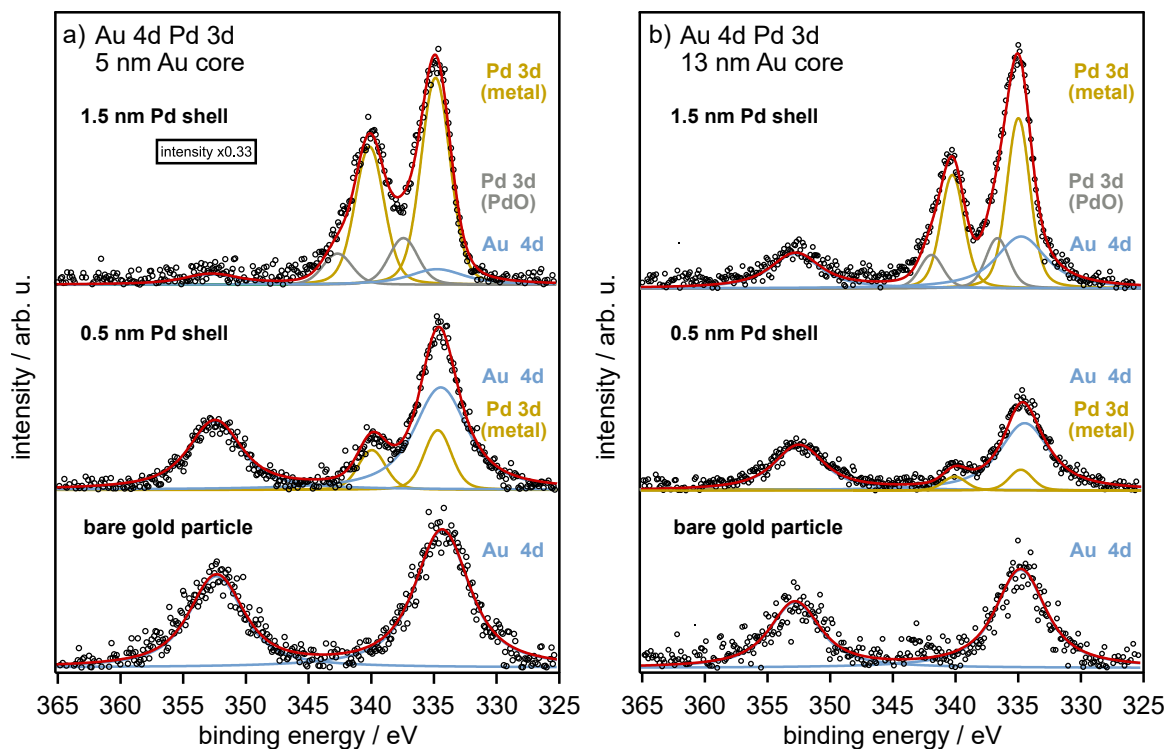 a) Au 4d Pd 3d
5 nm Au core
1.5 nm Pd shell
intensity x0.33
Pd 3d
(metal)
Pd 3d
(PdO)
Au 4d
0.5 nm Pd shell
Au 4d
Pd 3d
(metal)
bare gold particle
Au 4d
intensity / arb. u.
365 360 355 350 345 340 335 330 325
binding energy / eV
b) Au 4d Pd 3d
13 nm Au core
1.5 nm Pd shell
Pd 3d
(metal)
Pd 3d
(PdO)
Au 4d
0.5 nm Pd shell
Au 4d
Pd 3d
(metal)
bare gold particle
Au 4d
intensity / arb. u.
365 360 355 350 345 340 335 330 325
binding energy / eV